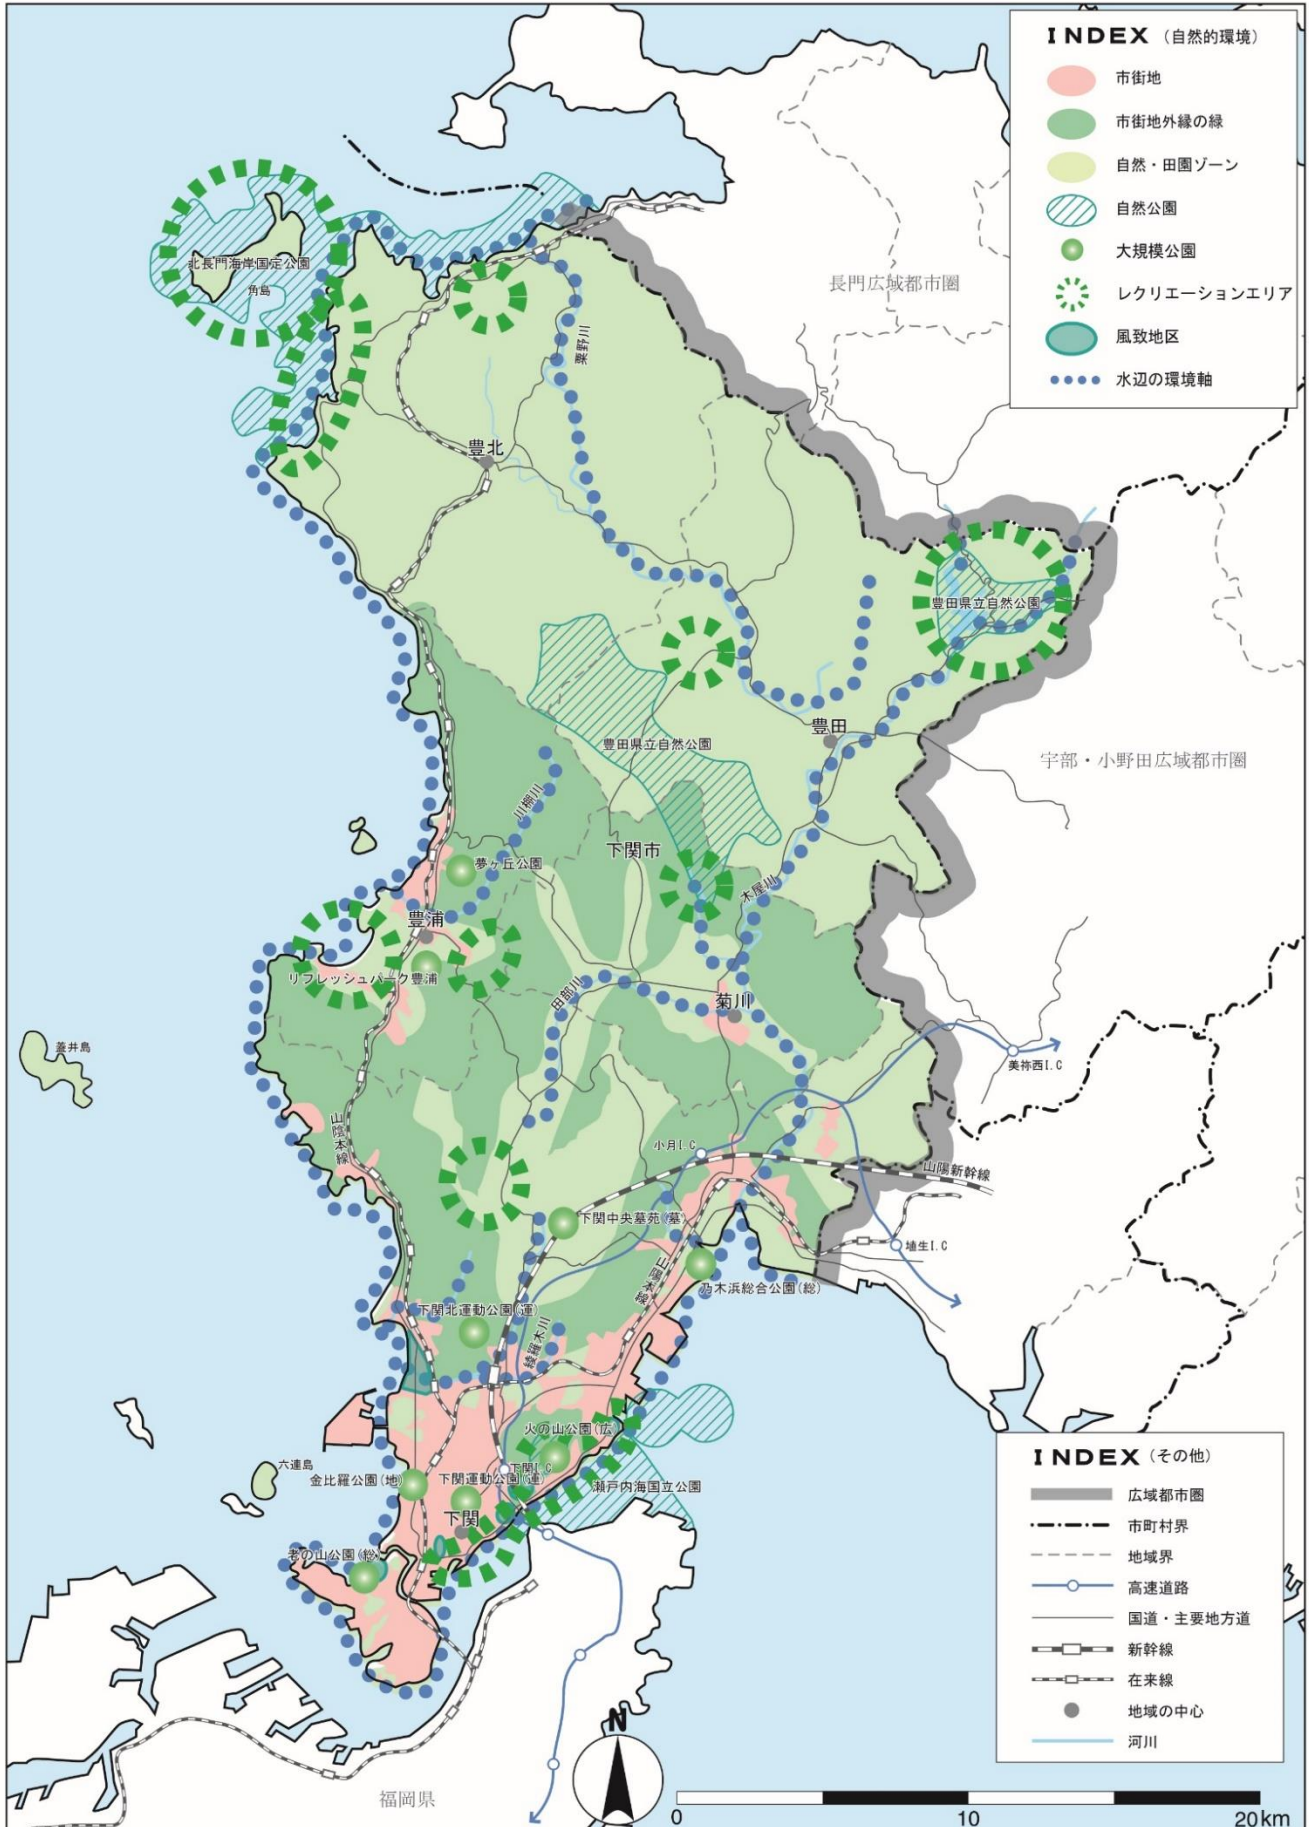 INDEX (自然的環境)
市街地
市街地外縁の緑
自然・田園ゾーン
自然公園
大規模公園
レクリエーションエリア
風致地区
水辺の環境軸
北長門海岸国定公園
角島
長門広域都市圏
粟野川
豊北
豊田県立自然公園
豊田
豊田県立自然公園
宇部・小野田広域都市圏
川棚川
下関市
夢ヶ丘公園
木屋川
豊浦
リフレッシュパーク豊浦
田部川
菊川
蓋井島
美祢西I.C
山陰本線
小月I.C
山陽新幹線
下関中央墓苑(墓)
埴生I.C
山陽本線
乃木浜総合公園(総)
下関北運動公園(運)
綾羅木川
火の山公園(広)
六連島
金比羅公園(地)
下関運動公園(運)
下関I.C
瀬戸内海国立公園
下関
老の山公園(総)
福岡県
INDEX (その他)
広域都市圏
市町村界
地域界
高速道路
国道・主要地方道
新幹線
在来線
地域の中心
河川
N
0 10 20km